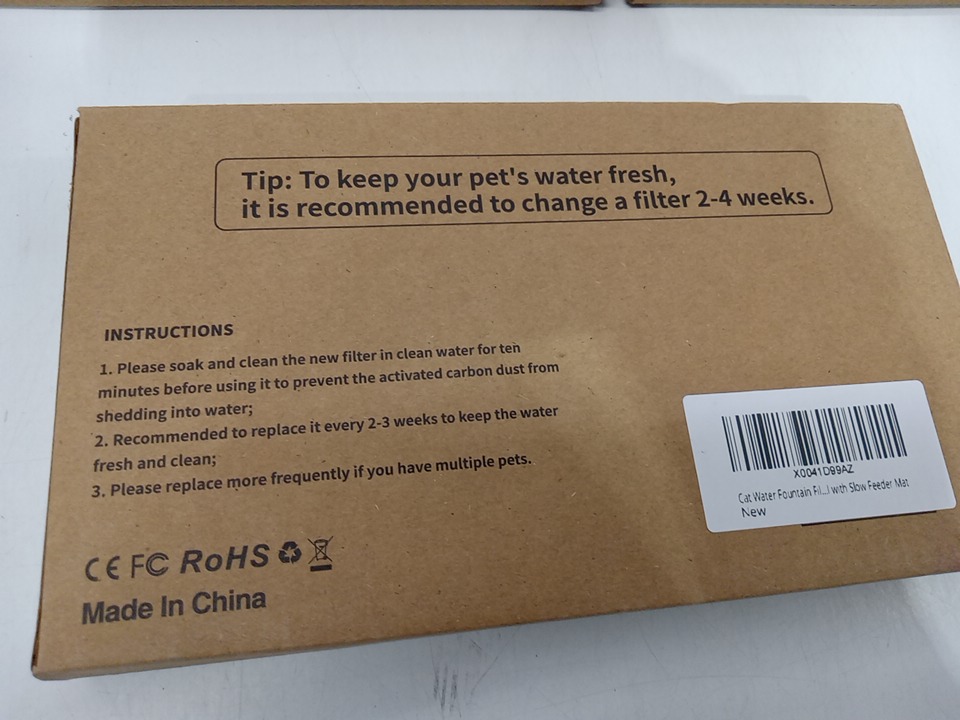 Tip: To keep your pet's water fresh,
it is recommended to change a filter 2-4 weeks.
INSTRUCTIONS
1. Please soak and clean the new filter in clean water for ten
minutes before using it to prevent the activated carbon dust from
shedding into water;
2. Recommended to replace it every 2-3 weeks to keep the water
fresh and clean;
3. Please replace more frequently if you have multiple pets.
CE FC RoHS
Made In China
X0041D99AZ
Cat Water Fountain Fil...l with Slow Feeder Mat
New